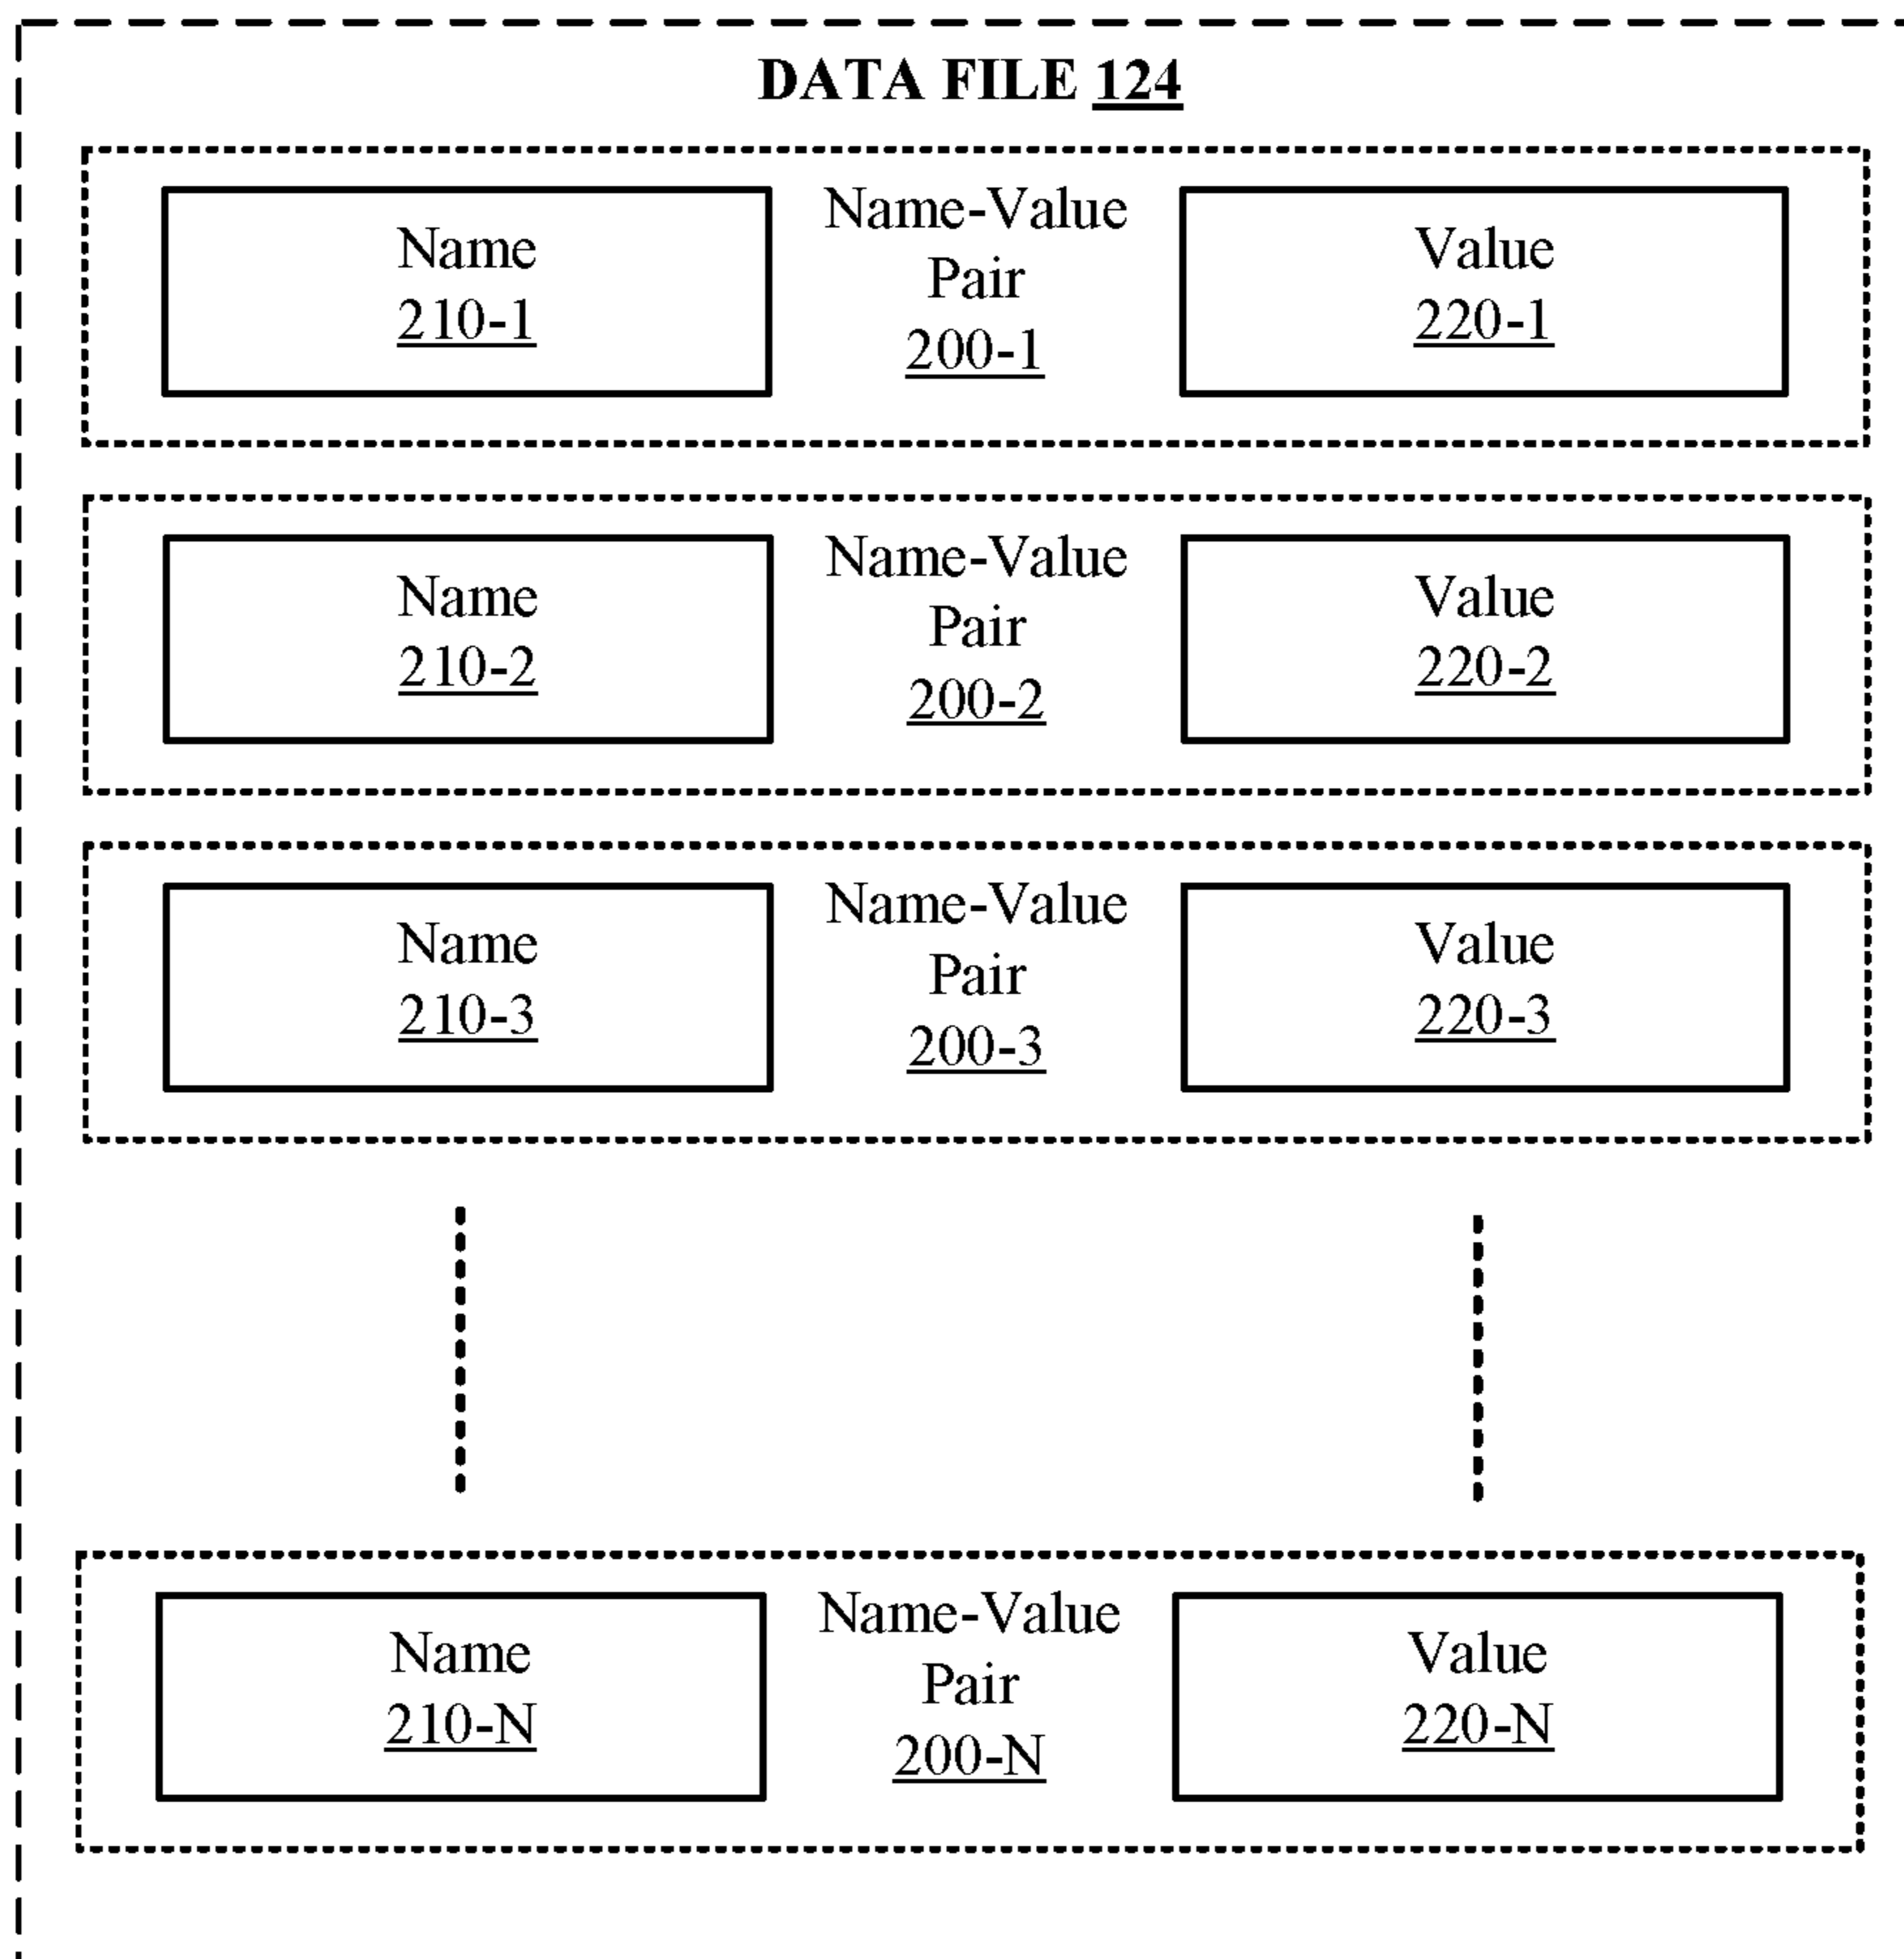 DATA FILE 124
Name
210-1
Name-Value
Pair
200-1
Value
220-1
Name
210-2
Name-Value
Pair
200-2
Value
220-2
Name
210-3
Name-Value
Pair
200-3
Value
220-3
Name
210-N
Name-Value
Pair
200-N
Value
220-N